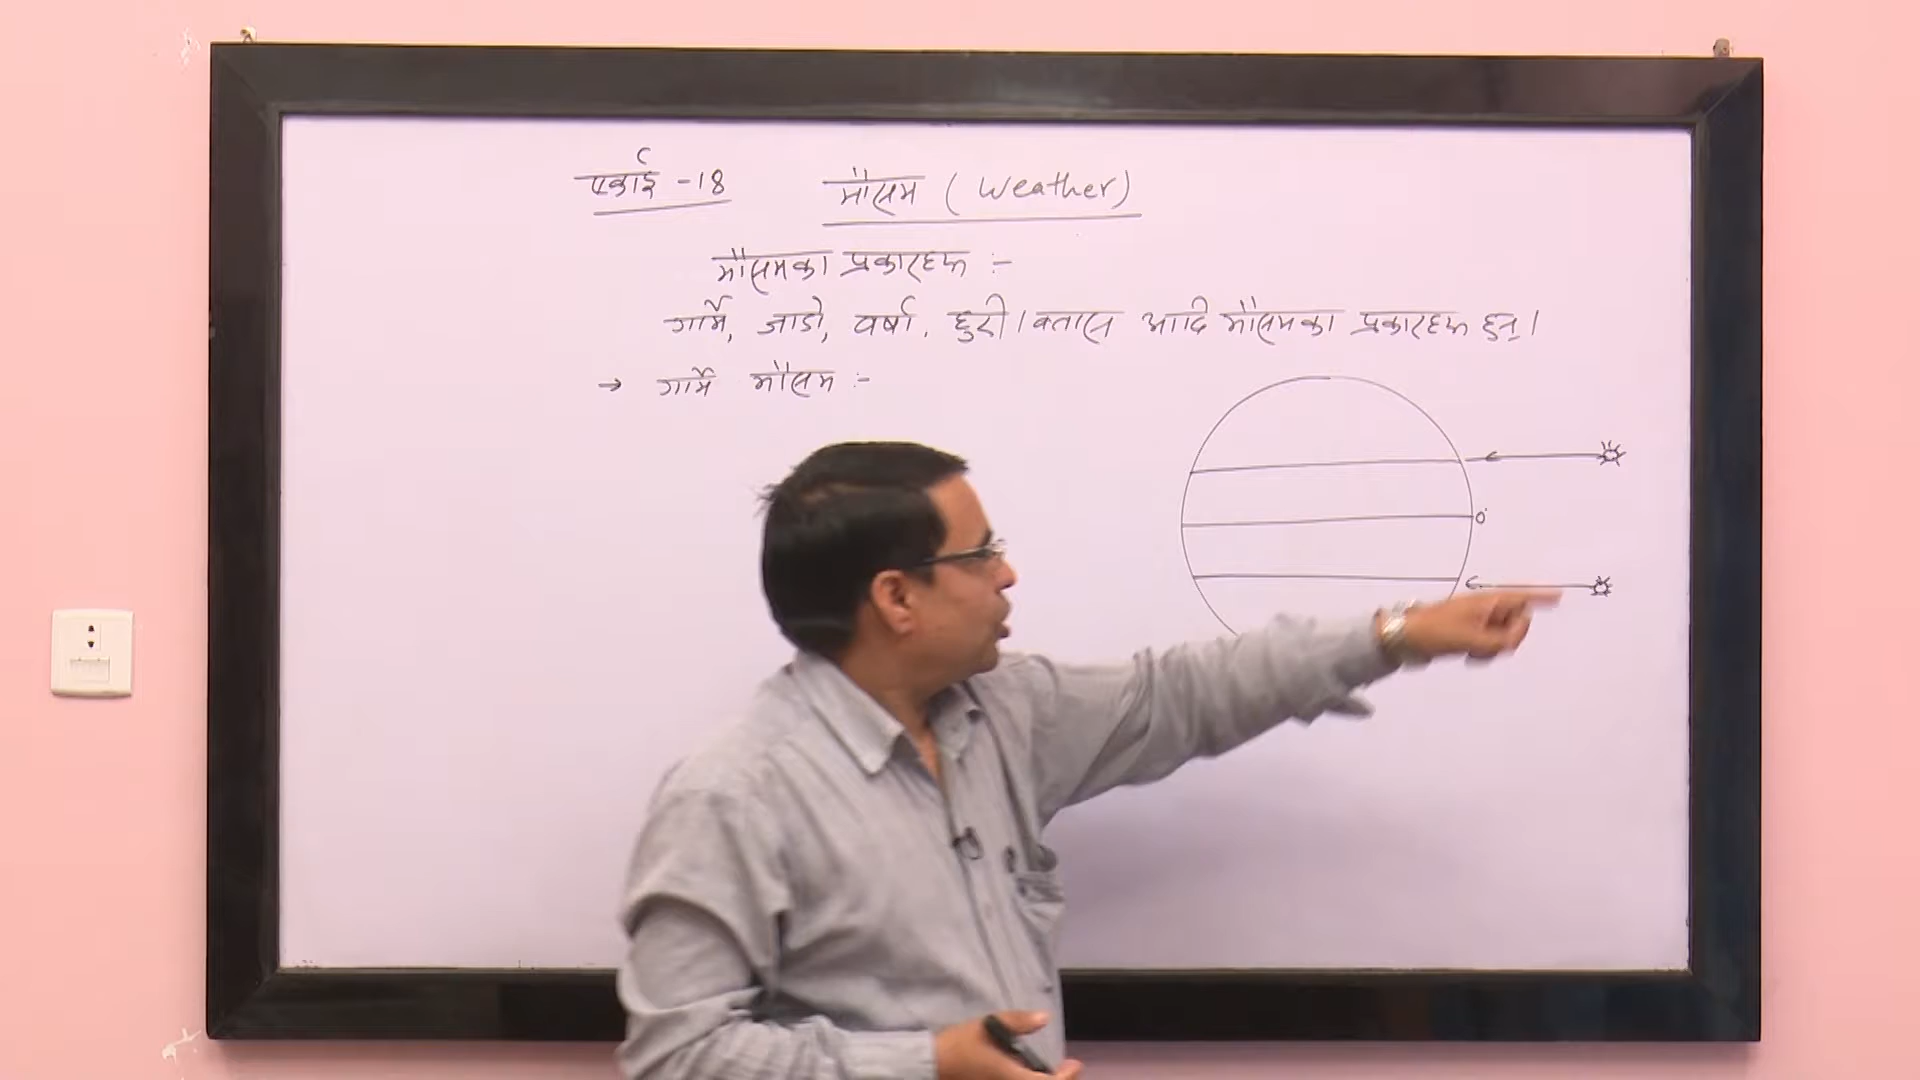 एकाई -18 मौसम (Weather)
मौसमका प्रकारहरू :-
गर्मि, जाडो, वर्षा, हुरी।बतास आदि मौसमका प्रकारहरू हुन्।
→ गर्मि मौसम :-
0°